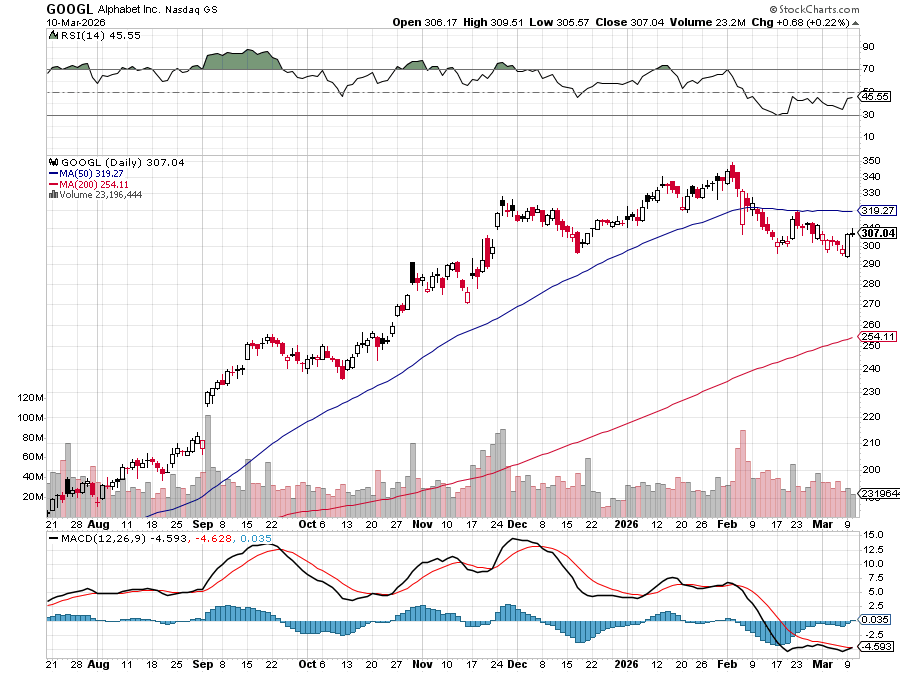 GOOGL Alphabet Inc. Nasdaq GS
© StockCharts.com
10-Mar-2026
Open 306.17 High 309.51 Low 305.57 Close 307.04 Volume 23.2M Chg +0.68 (+0.22%)
RSI(14) 45.55
90
70
50
45.55
30
10
GOOGL (Daily) 307.04
MA(50) 319.27
MA(200) 254.11
Volume 23,196,444
350
340
330
319.27
310
307.04
300
290
280
270
260
254.11
250
240
230
220
210
200
120M
100M
80M
60M
40M
20M
2319644
21 28 Aug 11 18 25 Sep 8 15 22 Oct 6 13 20 27 Nov 10 17 24 Dec 8 15 22 2026 12 20 26 Feb 9 17 23 Mar 9
MACD(12,26,9) -4.593, -4.628, 0.035
15.0
12.5
10.0
7.5
5.0
2.5
0.035
-2.5
-4.593
21 28 Aug 11 18 25 Sep 8 15 22 Oct 6 13 20 27 Nov 10 17 24 Dec 8 15 22 2026 12 20 26 Feb 9 17 23 Mar 9